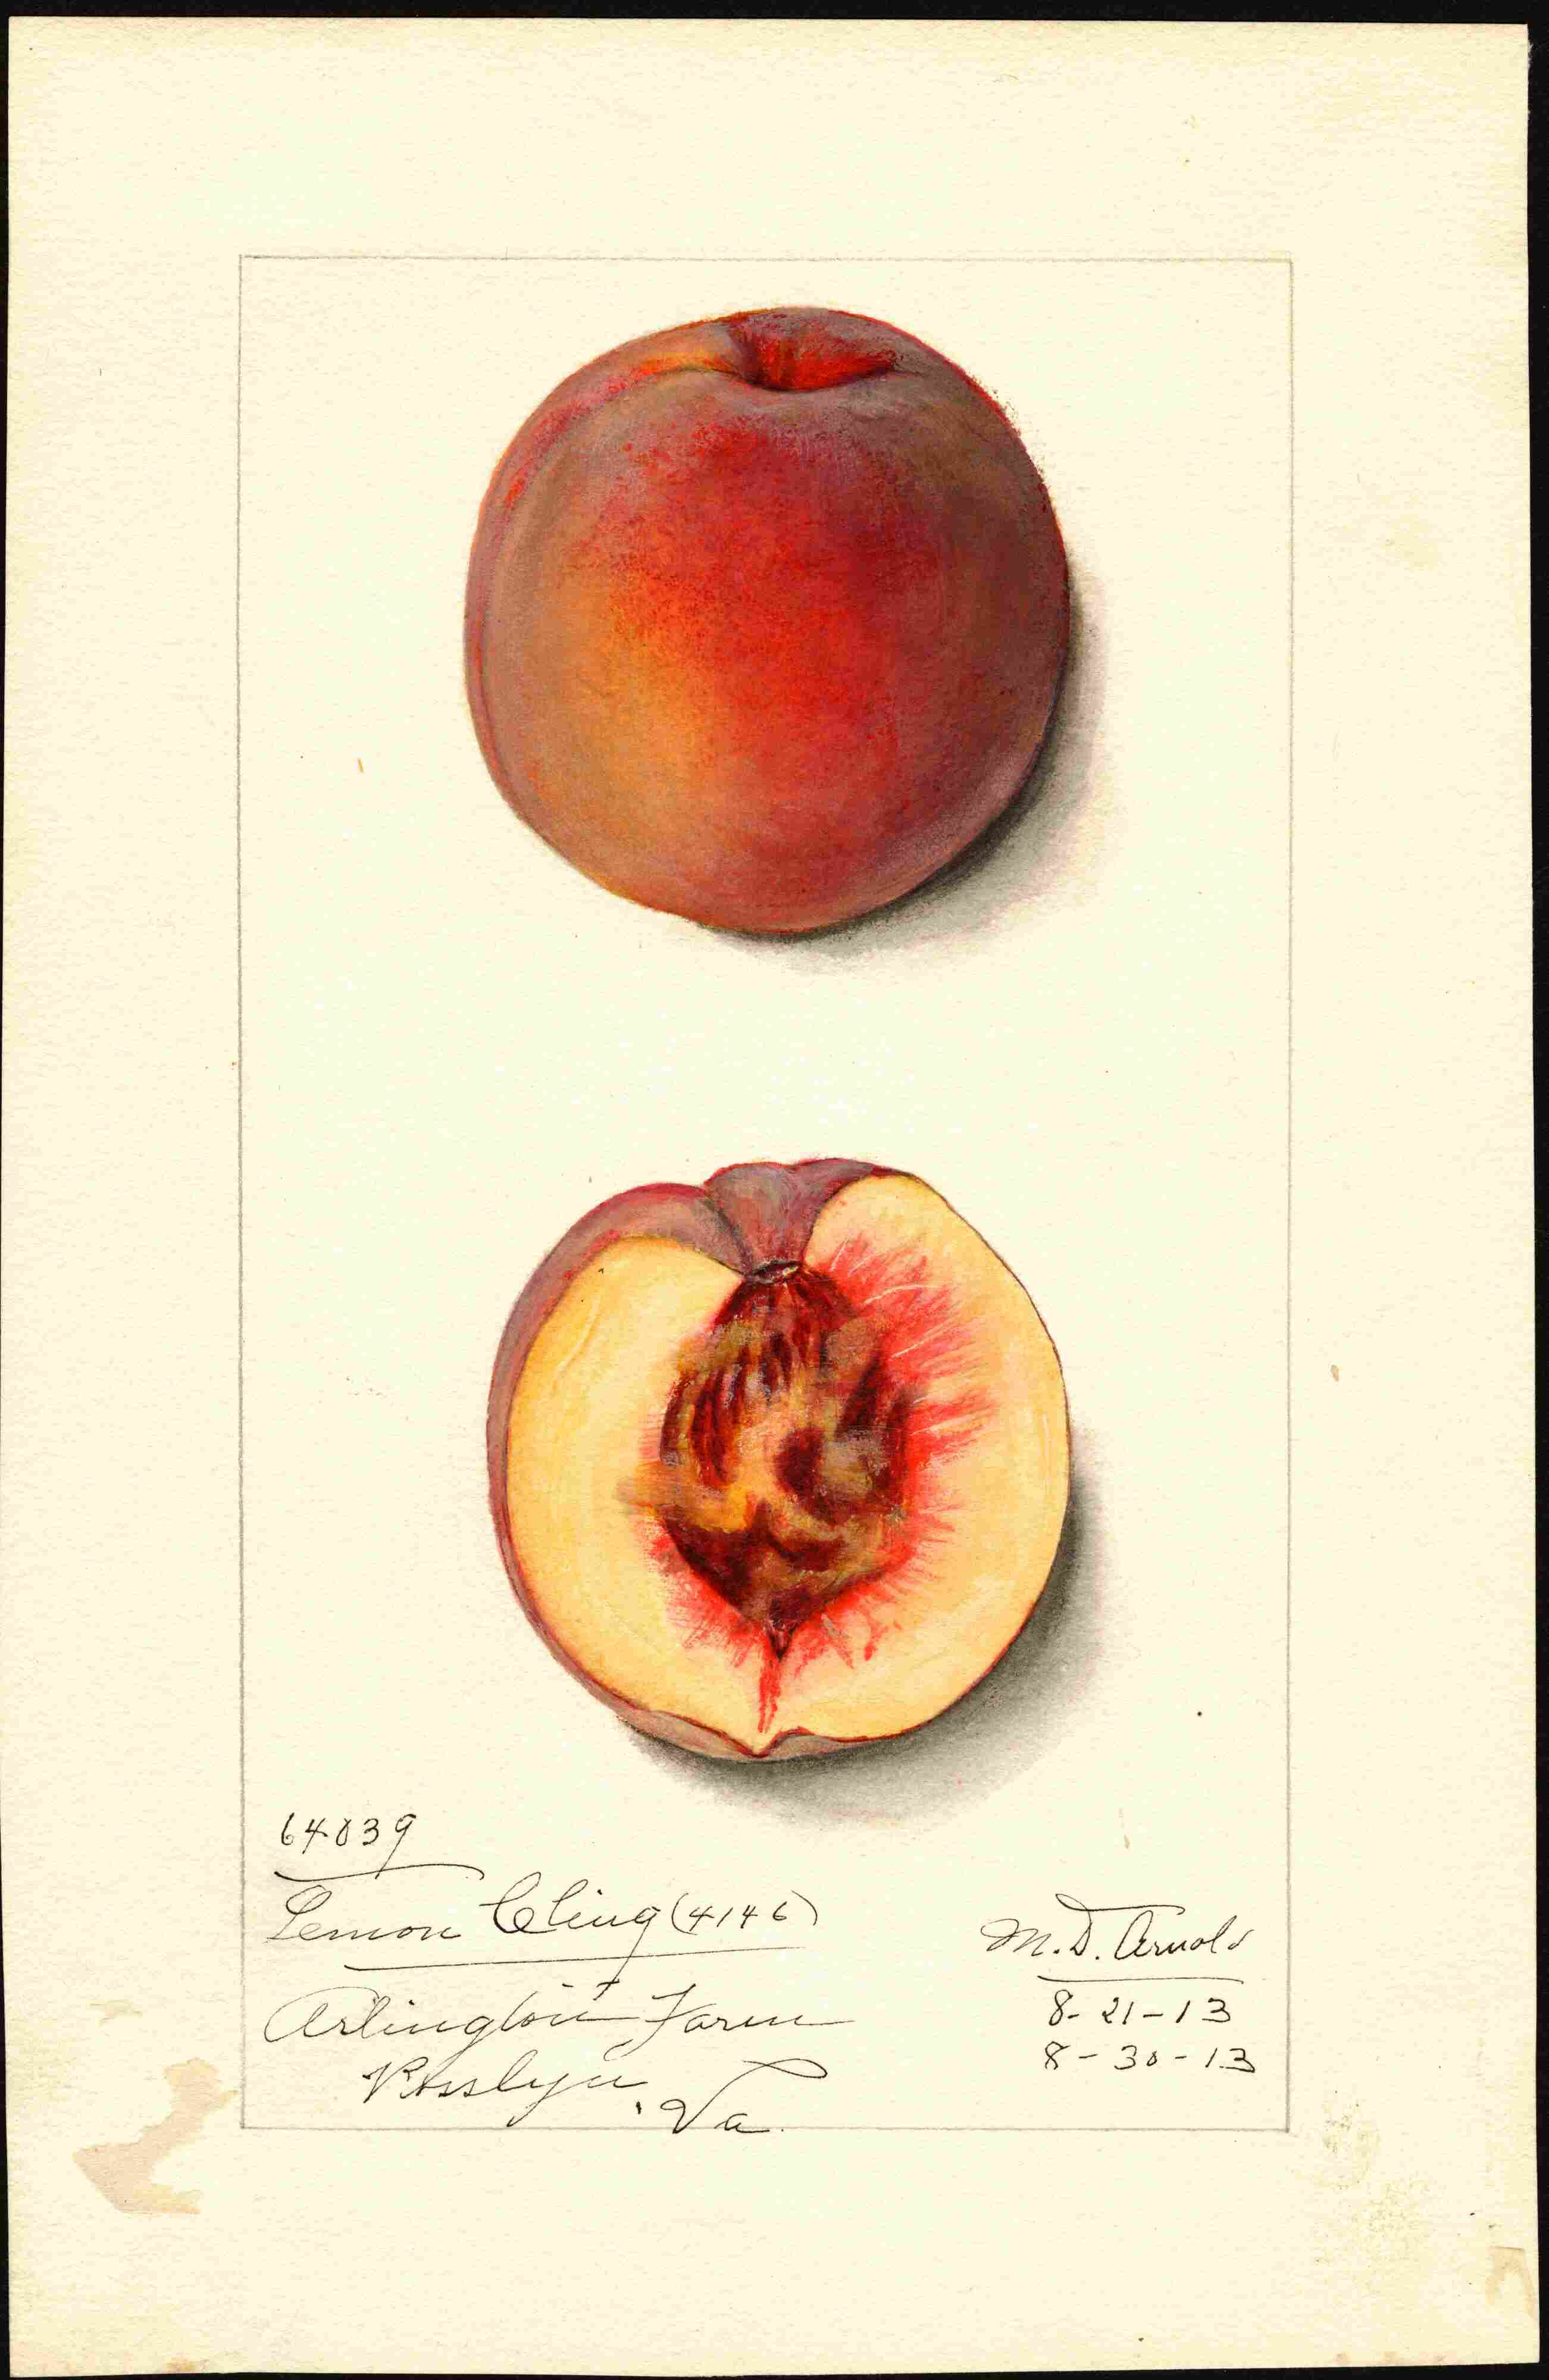 64039
Lemon Cling (4146)
Arlington Farm
Rosslyn, Va.
M. D. Arnold
8-21-13
8-30-13